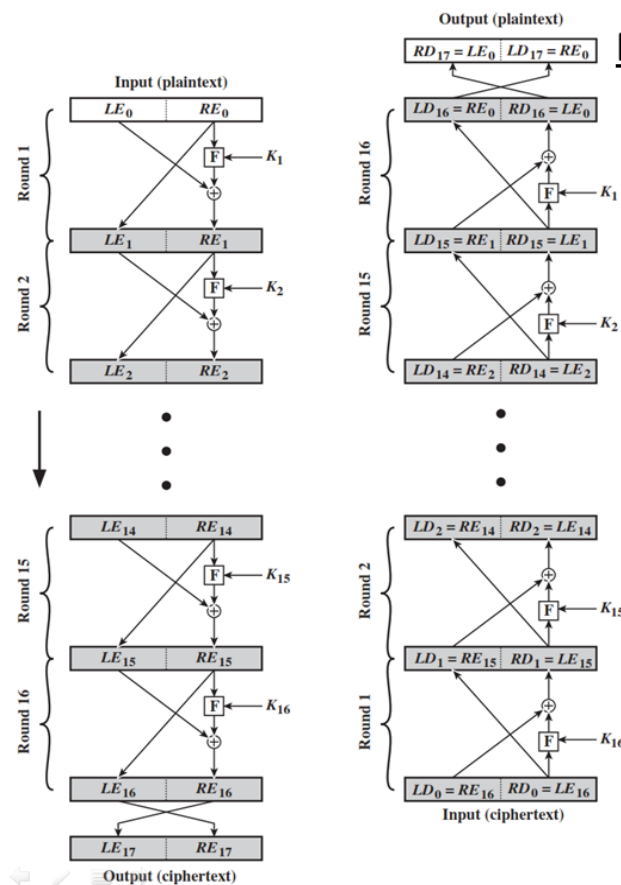 Input (plaintext)
LE0 RE0
Round 1
F K1
LE1 RE1
Round 2
F K2
LE2 RE2
LE14 RE14
Round 15
F K15
LE15 RE15
Round 16
F K16
LE16 RE16
LE17 RE17
Output (ciphertext)
Output (plaintext)
RD17 = LE0 LD17 = RE0
LD16 = RE0 RD16 = LE0
Round 16
F K1
LD15 = RE1 RD15 = LE1
Round 15
F K2
LD14 = RE2 RD14 = LE2
LD2 = RE14 RD2 = LE14
Round 2
F K15
LD1 = RE15 RD1 = LE15
Round 1
F K16
LD0 = RE16 RD0 = LE16
Input (ciphertext)